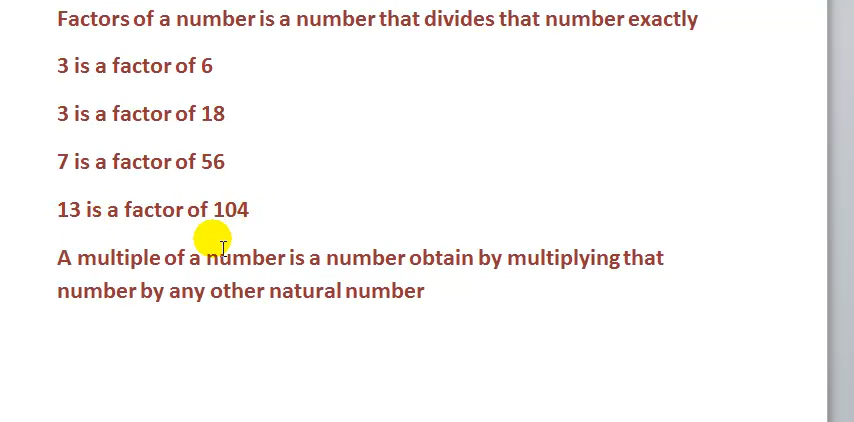 Factors of a number is a number that divides that number exactly
3 is a factor of 6
3 is a factor of 18
7 is a factor of 56
13 is a factor of 104
A multiple of a number is a number obtain by multiplying that
number by any other natural number